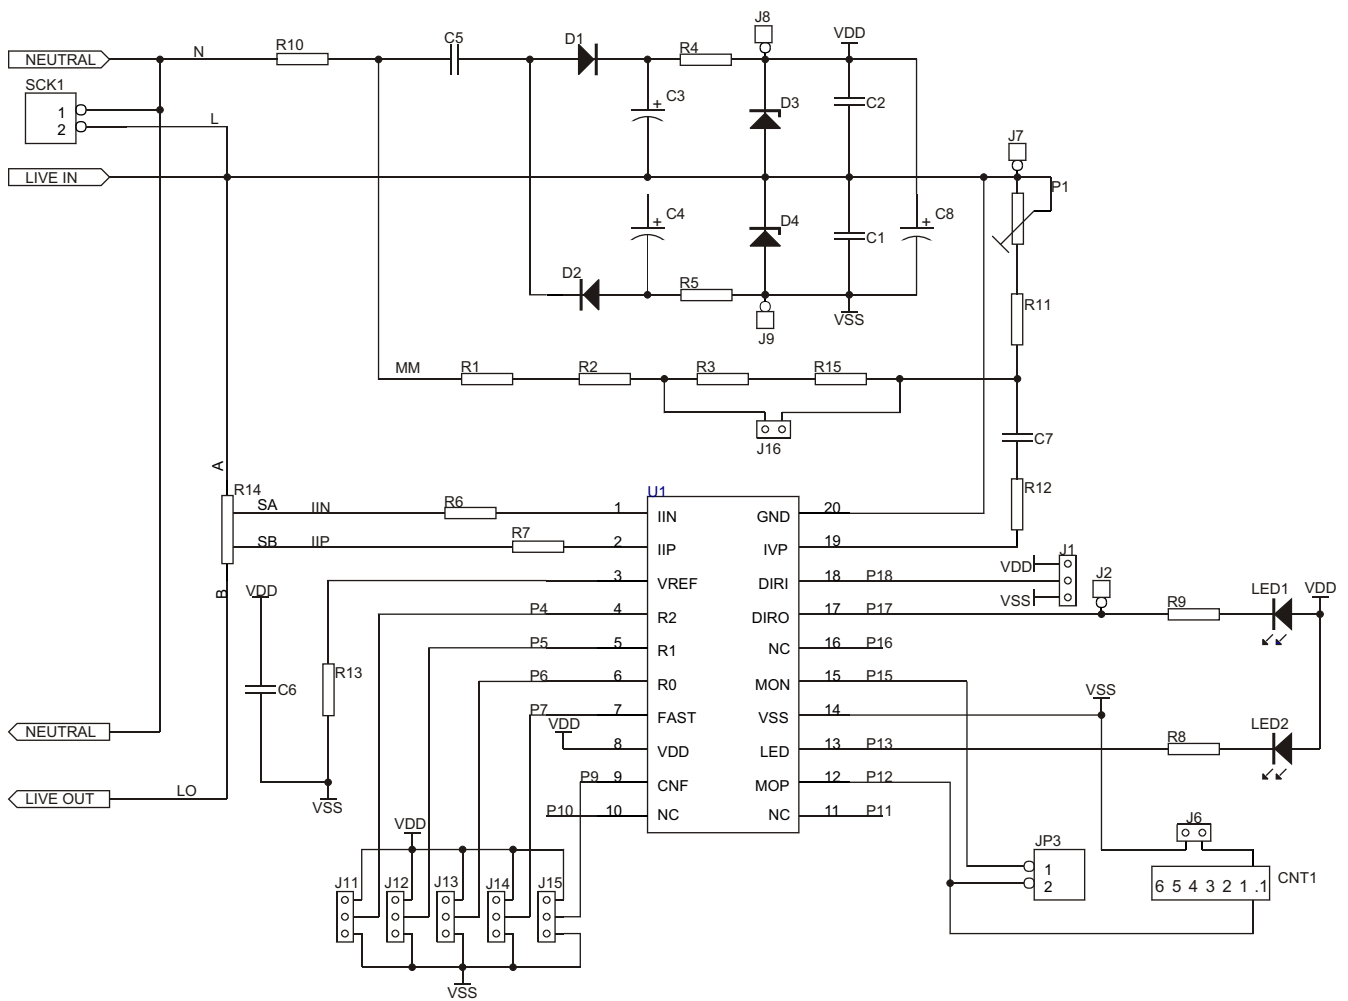 J8
NEUTRAL N R10 C5 D1 R4 VDD
SCK1
1
2
L
C3 + D3 C2
LIVE IN J7
P1
C4 + D4 C1 C8 +
D2 R5
VSS
J9
R11
MM R1 R2 R3 R15
J16
C7
A
R14 R12
U1
SA IIN R6 1 IIN GND 20
SB IIP R7 2 IIP IVP 19
J1
VDD
VDD 3 VREF DIRI 18 P18 J2 LED1 VDD
VSS
B
P4 4 R2 DIRO 17 P17 R9
P5 5 R1 NC 16 P16
C6 R13 P6 6 R0 MON 15 P15
VSS
P7 7 FAST VSS 14
VDD LED2
NEUTRAL 8 VDD LED 13 P13 R8
P9 9 CNF MOP 12 P12
LIVE OUT LO VSS
P10 10 NC NC 11 P11
VDD J6
JP3
1
2
J11 J12 J13 J14 J15
6 5 4 3 2 1 .1 CNT1
VSS